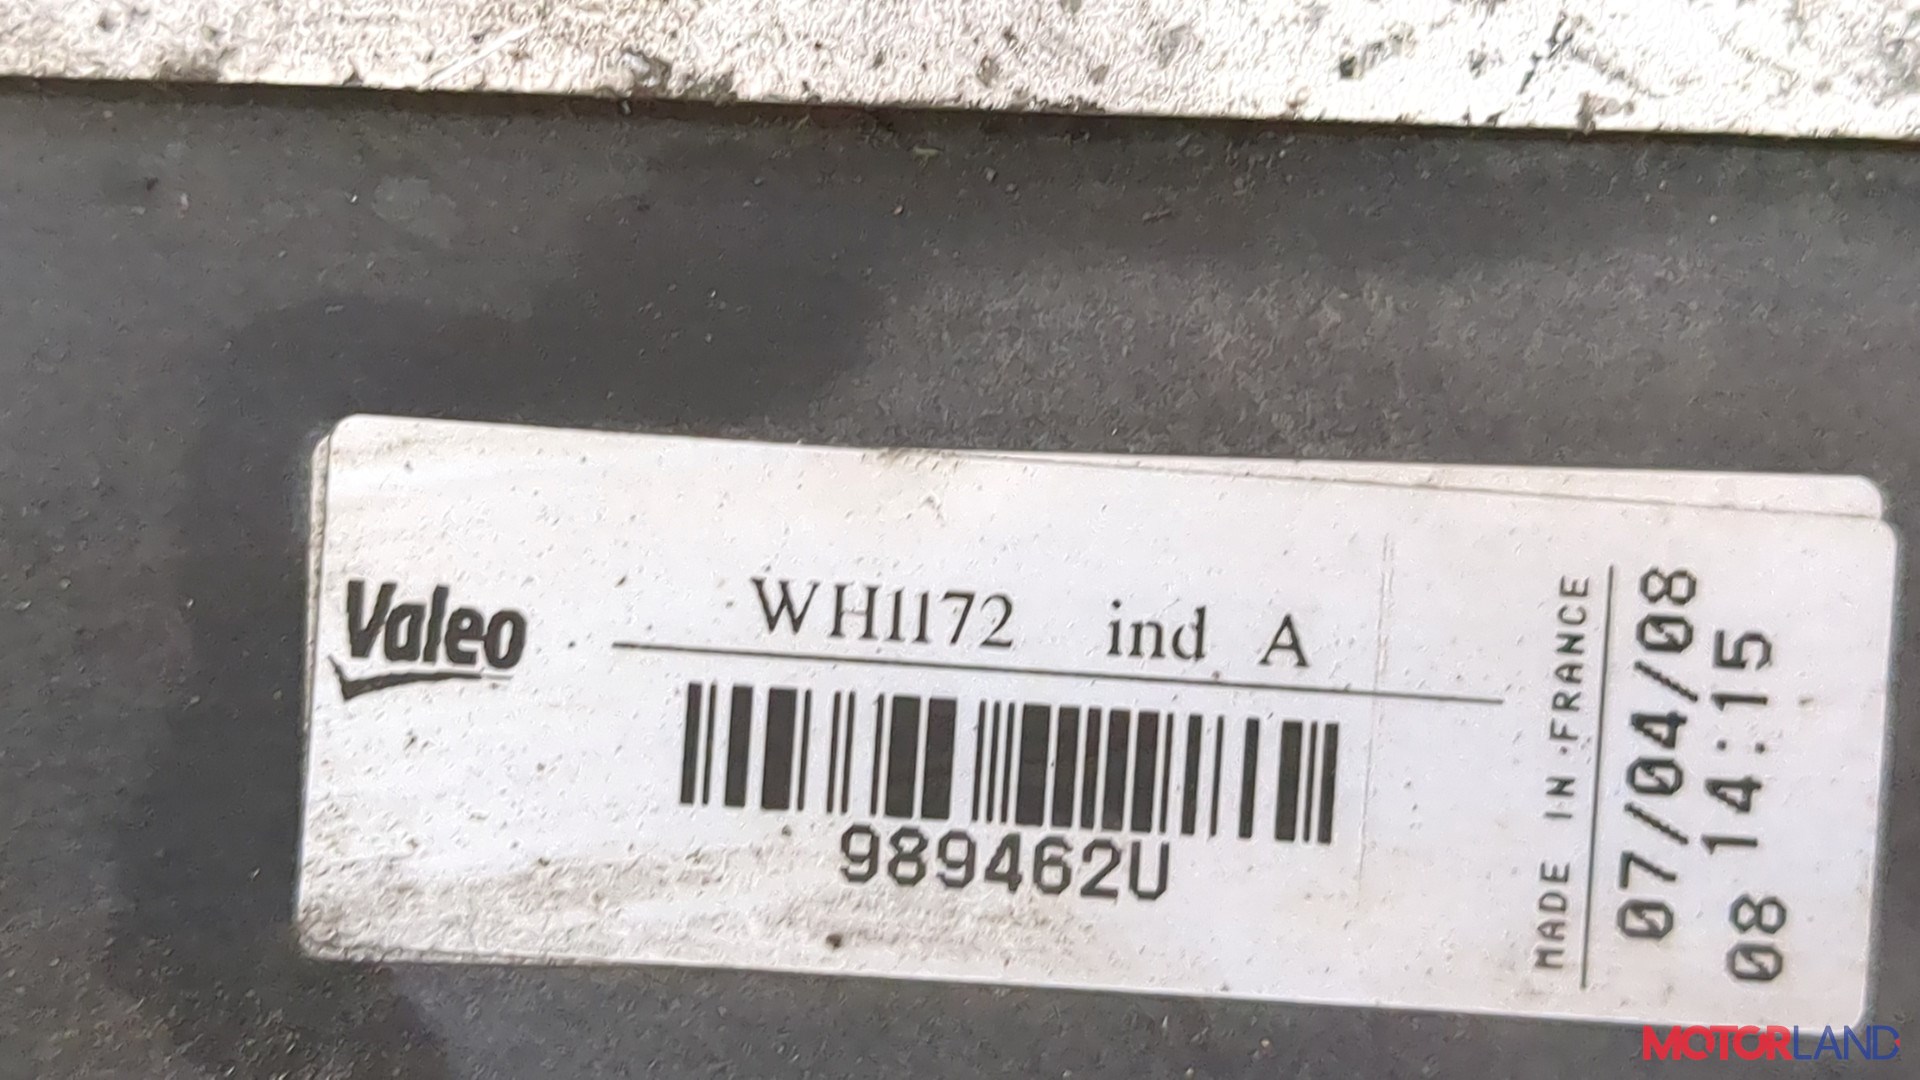 Valeo
WH1172 ind A
989462U
MADE IN FRANCE
07/04/08
08 14:15
MOTORLAND